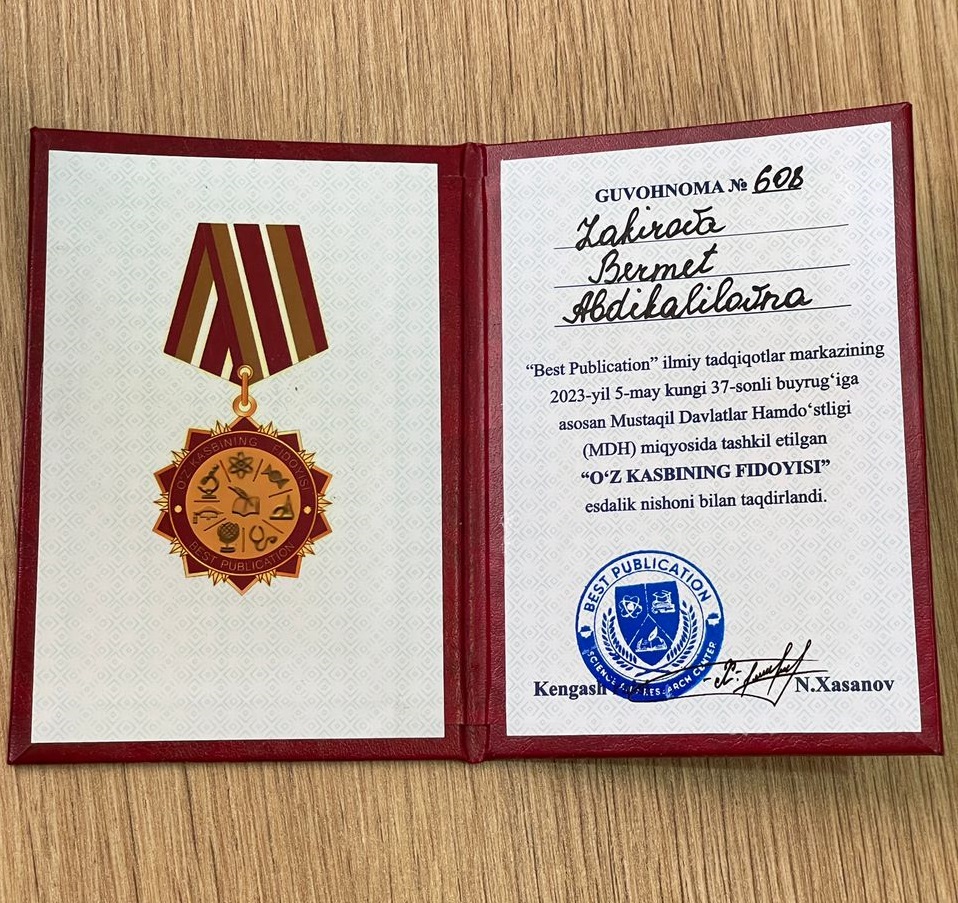 O'Z KASBINING FIDOYISI
BEST PUBLICATION
GUVOHNOMA № 608
Zakirova
Bermet
Abdikalilovna
“Best Publication” ilmiy tadqiqotlar markazining
2023-yil 5-may kungi 37-sonli buyrug‘iga
asosan Mustaqil Davlatlar Hamdo‘stligi
(MDH) miqyosida tashkil etilgan
“O‘Z KASBINING FIDOYISI”
esdalik nishoni bilan taqdirlandi.
BEST PUBLICATION
SCIENCE RESEARCH CENTER
Kengash N.Xasanov